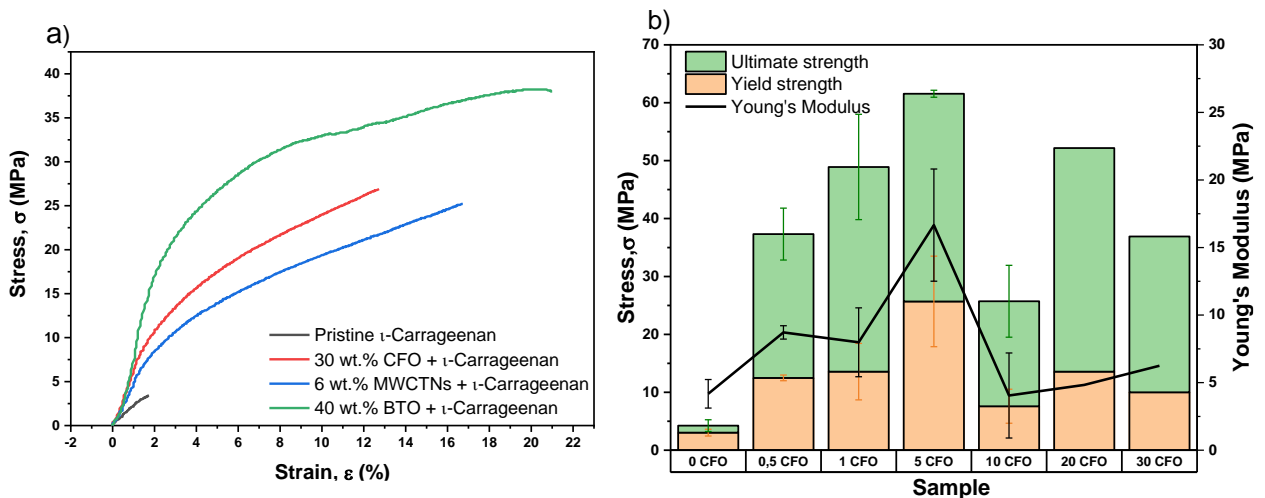 a)
Stress, σ (MPa)
40
35
30
25
20
15
10
5
0
-2 0 2 4 6 8 10 12 14 16 18 20 22
Strain, ε (%)
Pristine ι-Carrageenan
30 wt.% CFO + ι-Carrageenan
6 wt.% MWCTNs + ι-Carrageenan
40 wt.% BTO + ι-Carrageenan
b)
Stress,σ (MPa)
70
60
50
40
30
20
10
0
Ultimate strength
Yield strength
Young's Modulus
30
25
20
15
10
5
0
Young's Modulus (MPa)
0 CFO 0,5 CFO 1 CFO 5 CFO 10 CFO 20 CFO 30 CFO
Sample